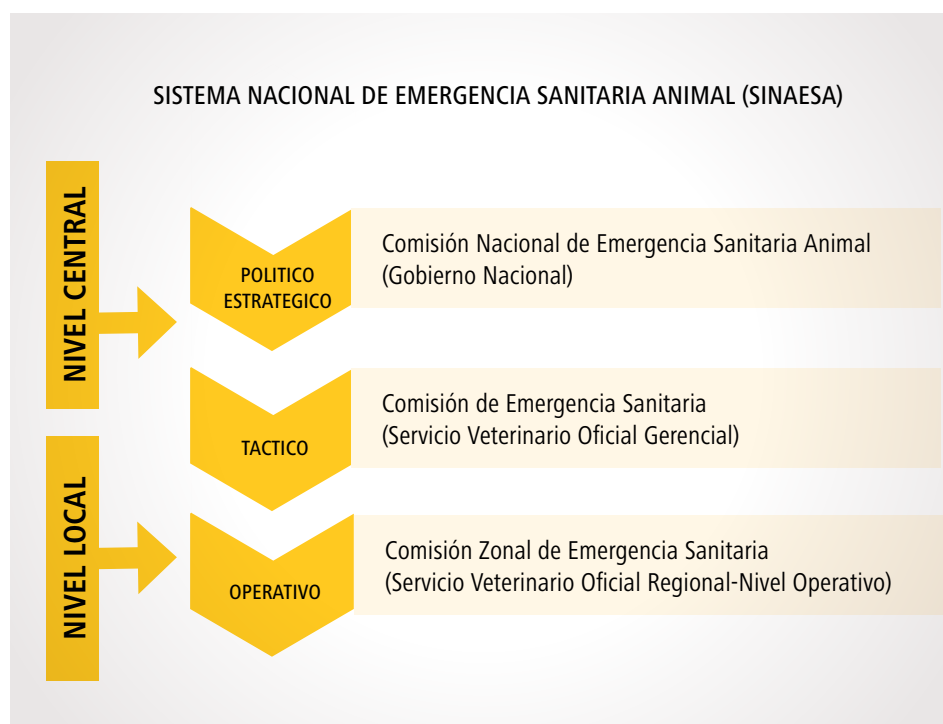 SISTEMA NACIONAL DE EMERGENCIA SANITARIA ANIMAL (SINAESA)
NIVEL CENTRAL
POLITICO
ESTRATEGICO
Comisión Nacional de Emergencia Sanitaria Animal
(Gobierno Nacional)
TACTICO
Comisión de Emergencia Sanitaria
(Servicio Veterinario Oficial Gerencial)
NIVEL LOCAL
OPERATIVO
Comisión Zonal de Emergencia Sanitaria
(Servicio Veterinario Oficial Regional-Nivel Operativo)